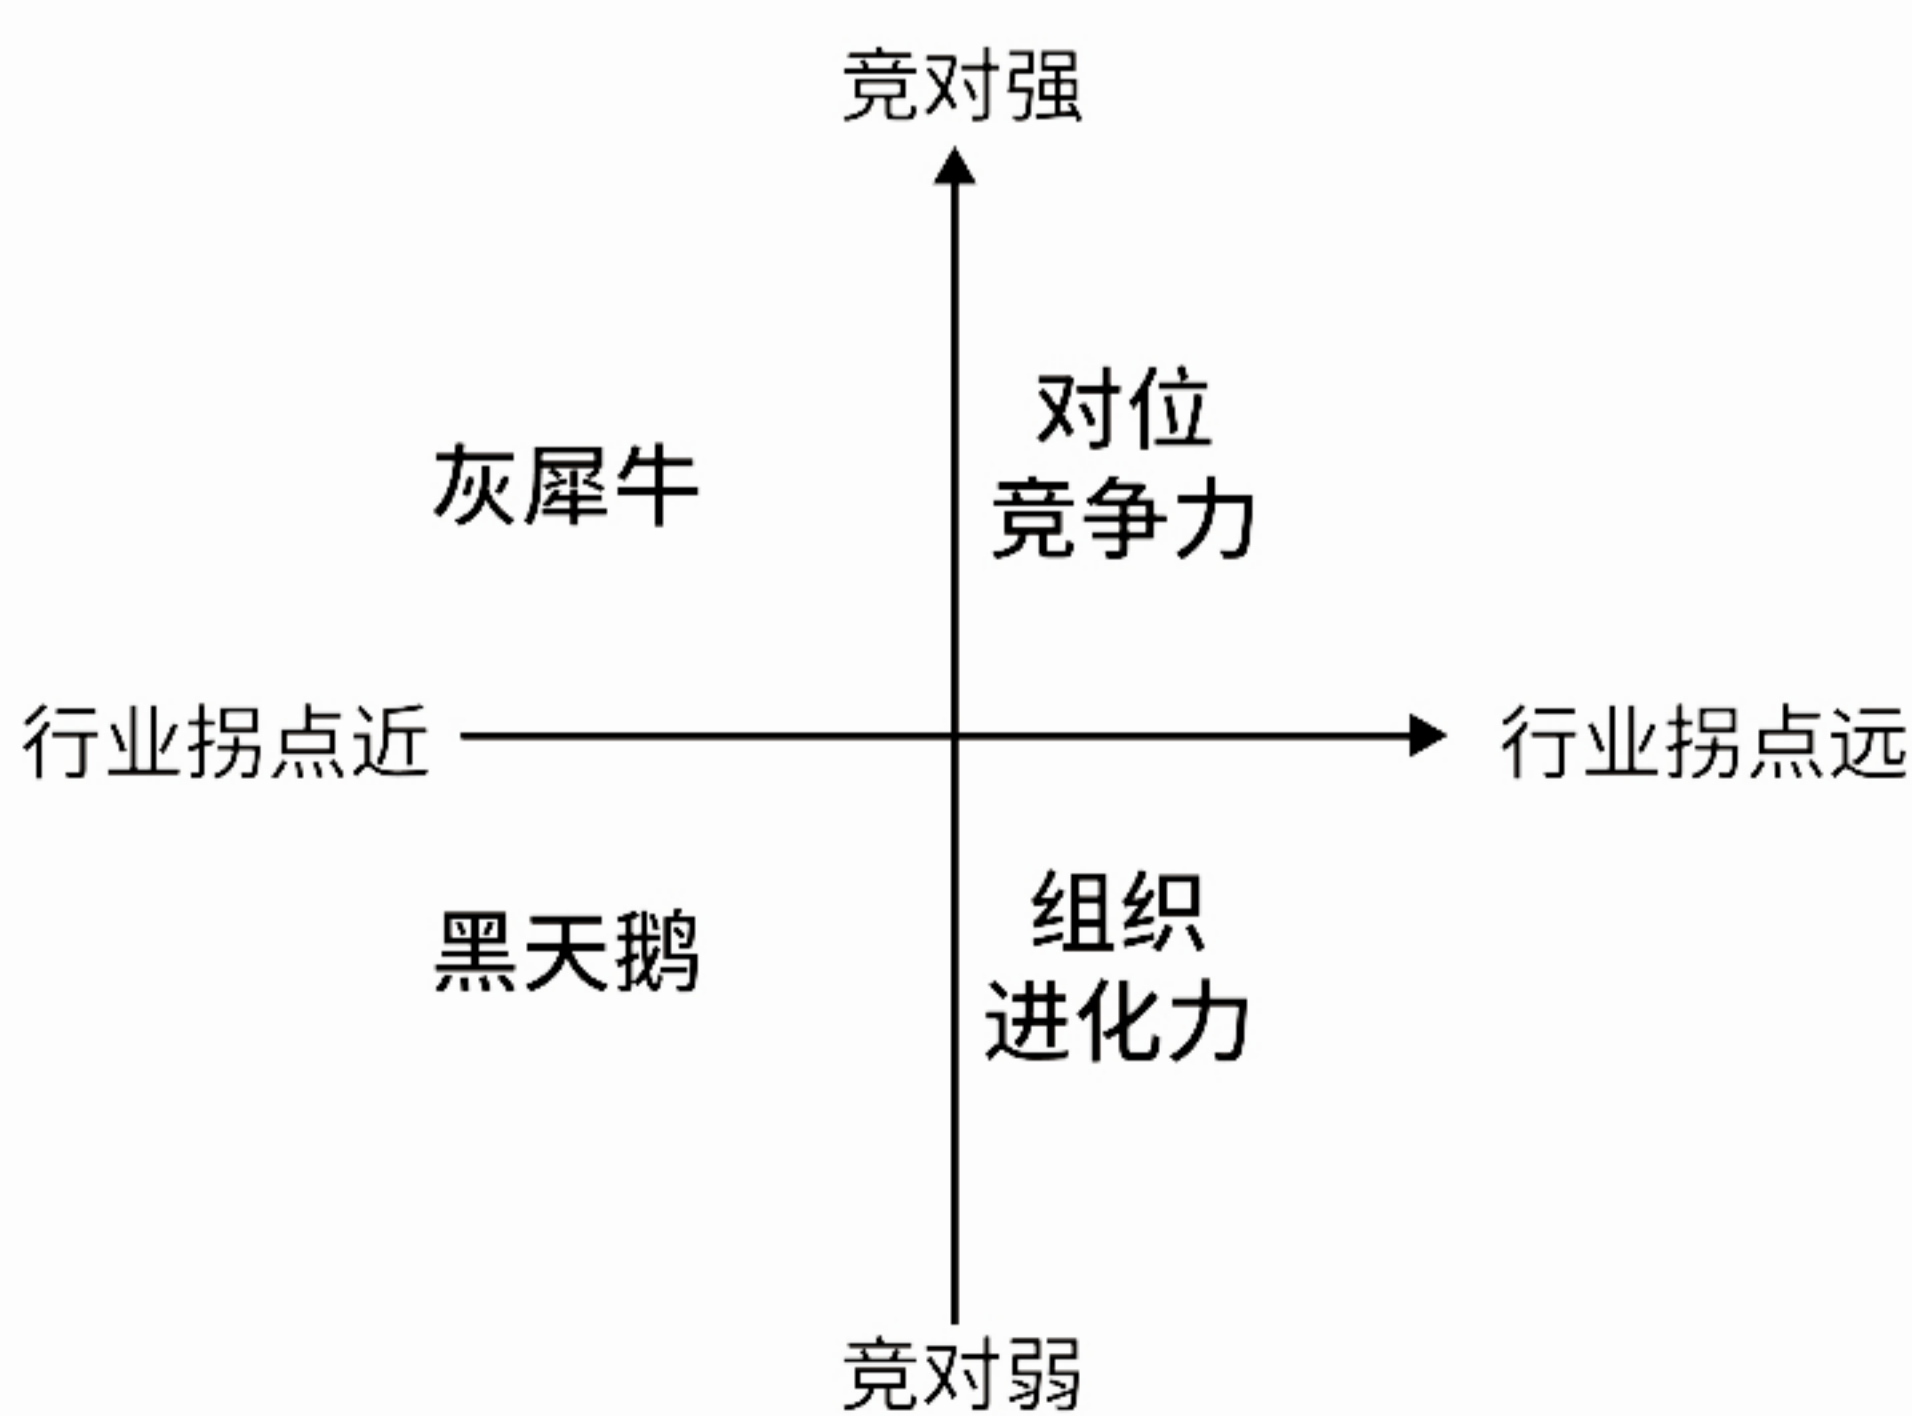 竞对强
对位
灰犀牛
竞争力
行业拐点近
行业拐点远
组织
黑天鹅
进化力
竞对弱